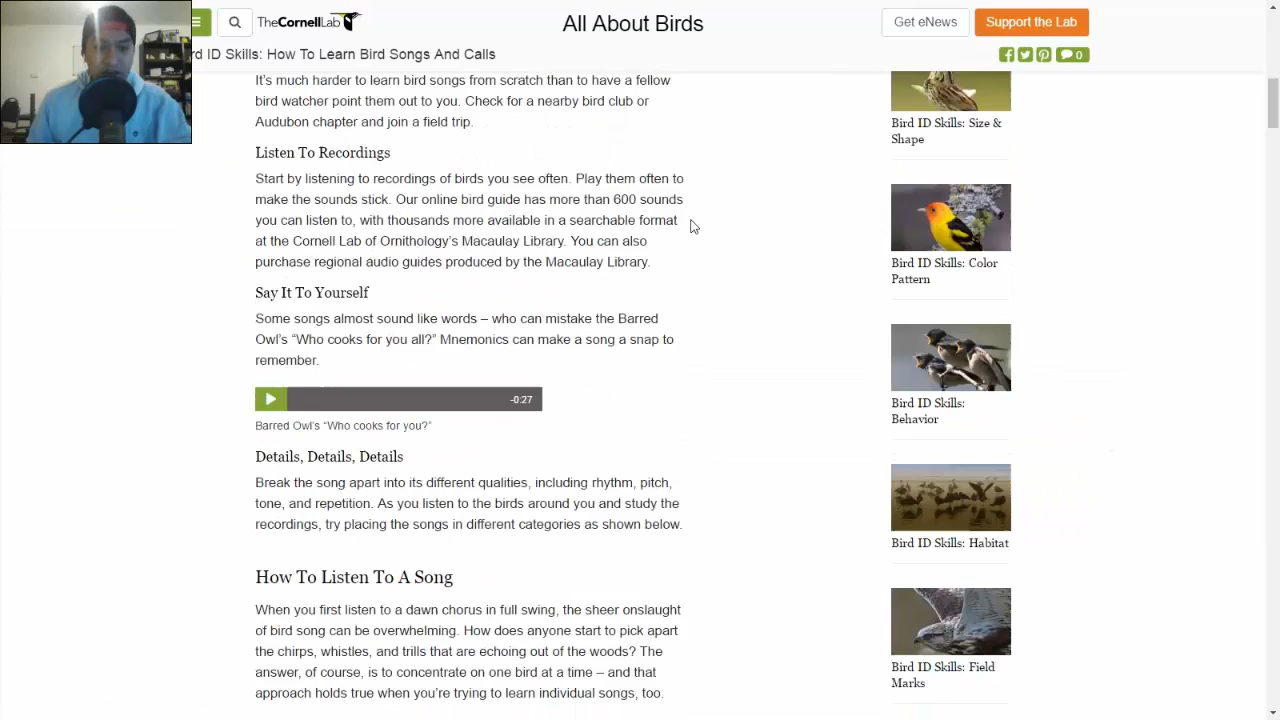 TheCornellLab
All About Birds
Get eNews
Support the Lab
rd ID Skills: How To Learn Bird Songs And Calls
0
It's much harder to learn bird songs from scratch than to have a fellow
bird watcher point them out to you. Check for a nearby bird club or
Audubon chapter and join a field trip.
Listen To Recordings
Start by listening to recordings of birds you see often. Play them often to
make the sounds stick. Our online bird guide has more than 600 sounds
you can listen to, with thousands more available in a searchable format
at the Cornell Lab of Ornithology's Macaulay Library. You can also
purchase regional audio guides produced by the Macaulay Library.
Say It To Yourself
Some songs almost sound like words – who can mistake the Barred
Owl's “Who cooks for you all?” Mnemonics can make a song a snap to
remember.
-0:27
Barred Owl's “Who cooks for you?”
Details, Details, Details
Break the song apart into its different qualities, including rhythm, pitch,
tone, and repetition. As you listen to the birds around you and study the
recordings, try placing the songs in different categories as shown below.
How To Listen To A Song
When you first listen to a dawn chorus in full swing, the sheer onslaught
of bird song can be overwhelming. How does anyone start to pick apart
the chirps, whistles, and trills that are echoing out of the woods? The
answer, of course, is to concentrate on one bird at a time – and that
approach holds true when you're trying to learn individual songs, too.
Bird ID Skills: Size &
Shape
Bird ID Skills: Color
Pattern
Bird ID Skills:
Behavior
Bird ID Skills: Habitat
Bird ID Skills: Field
Marks